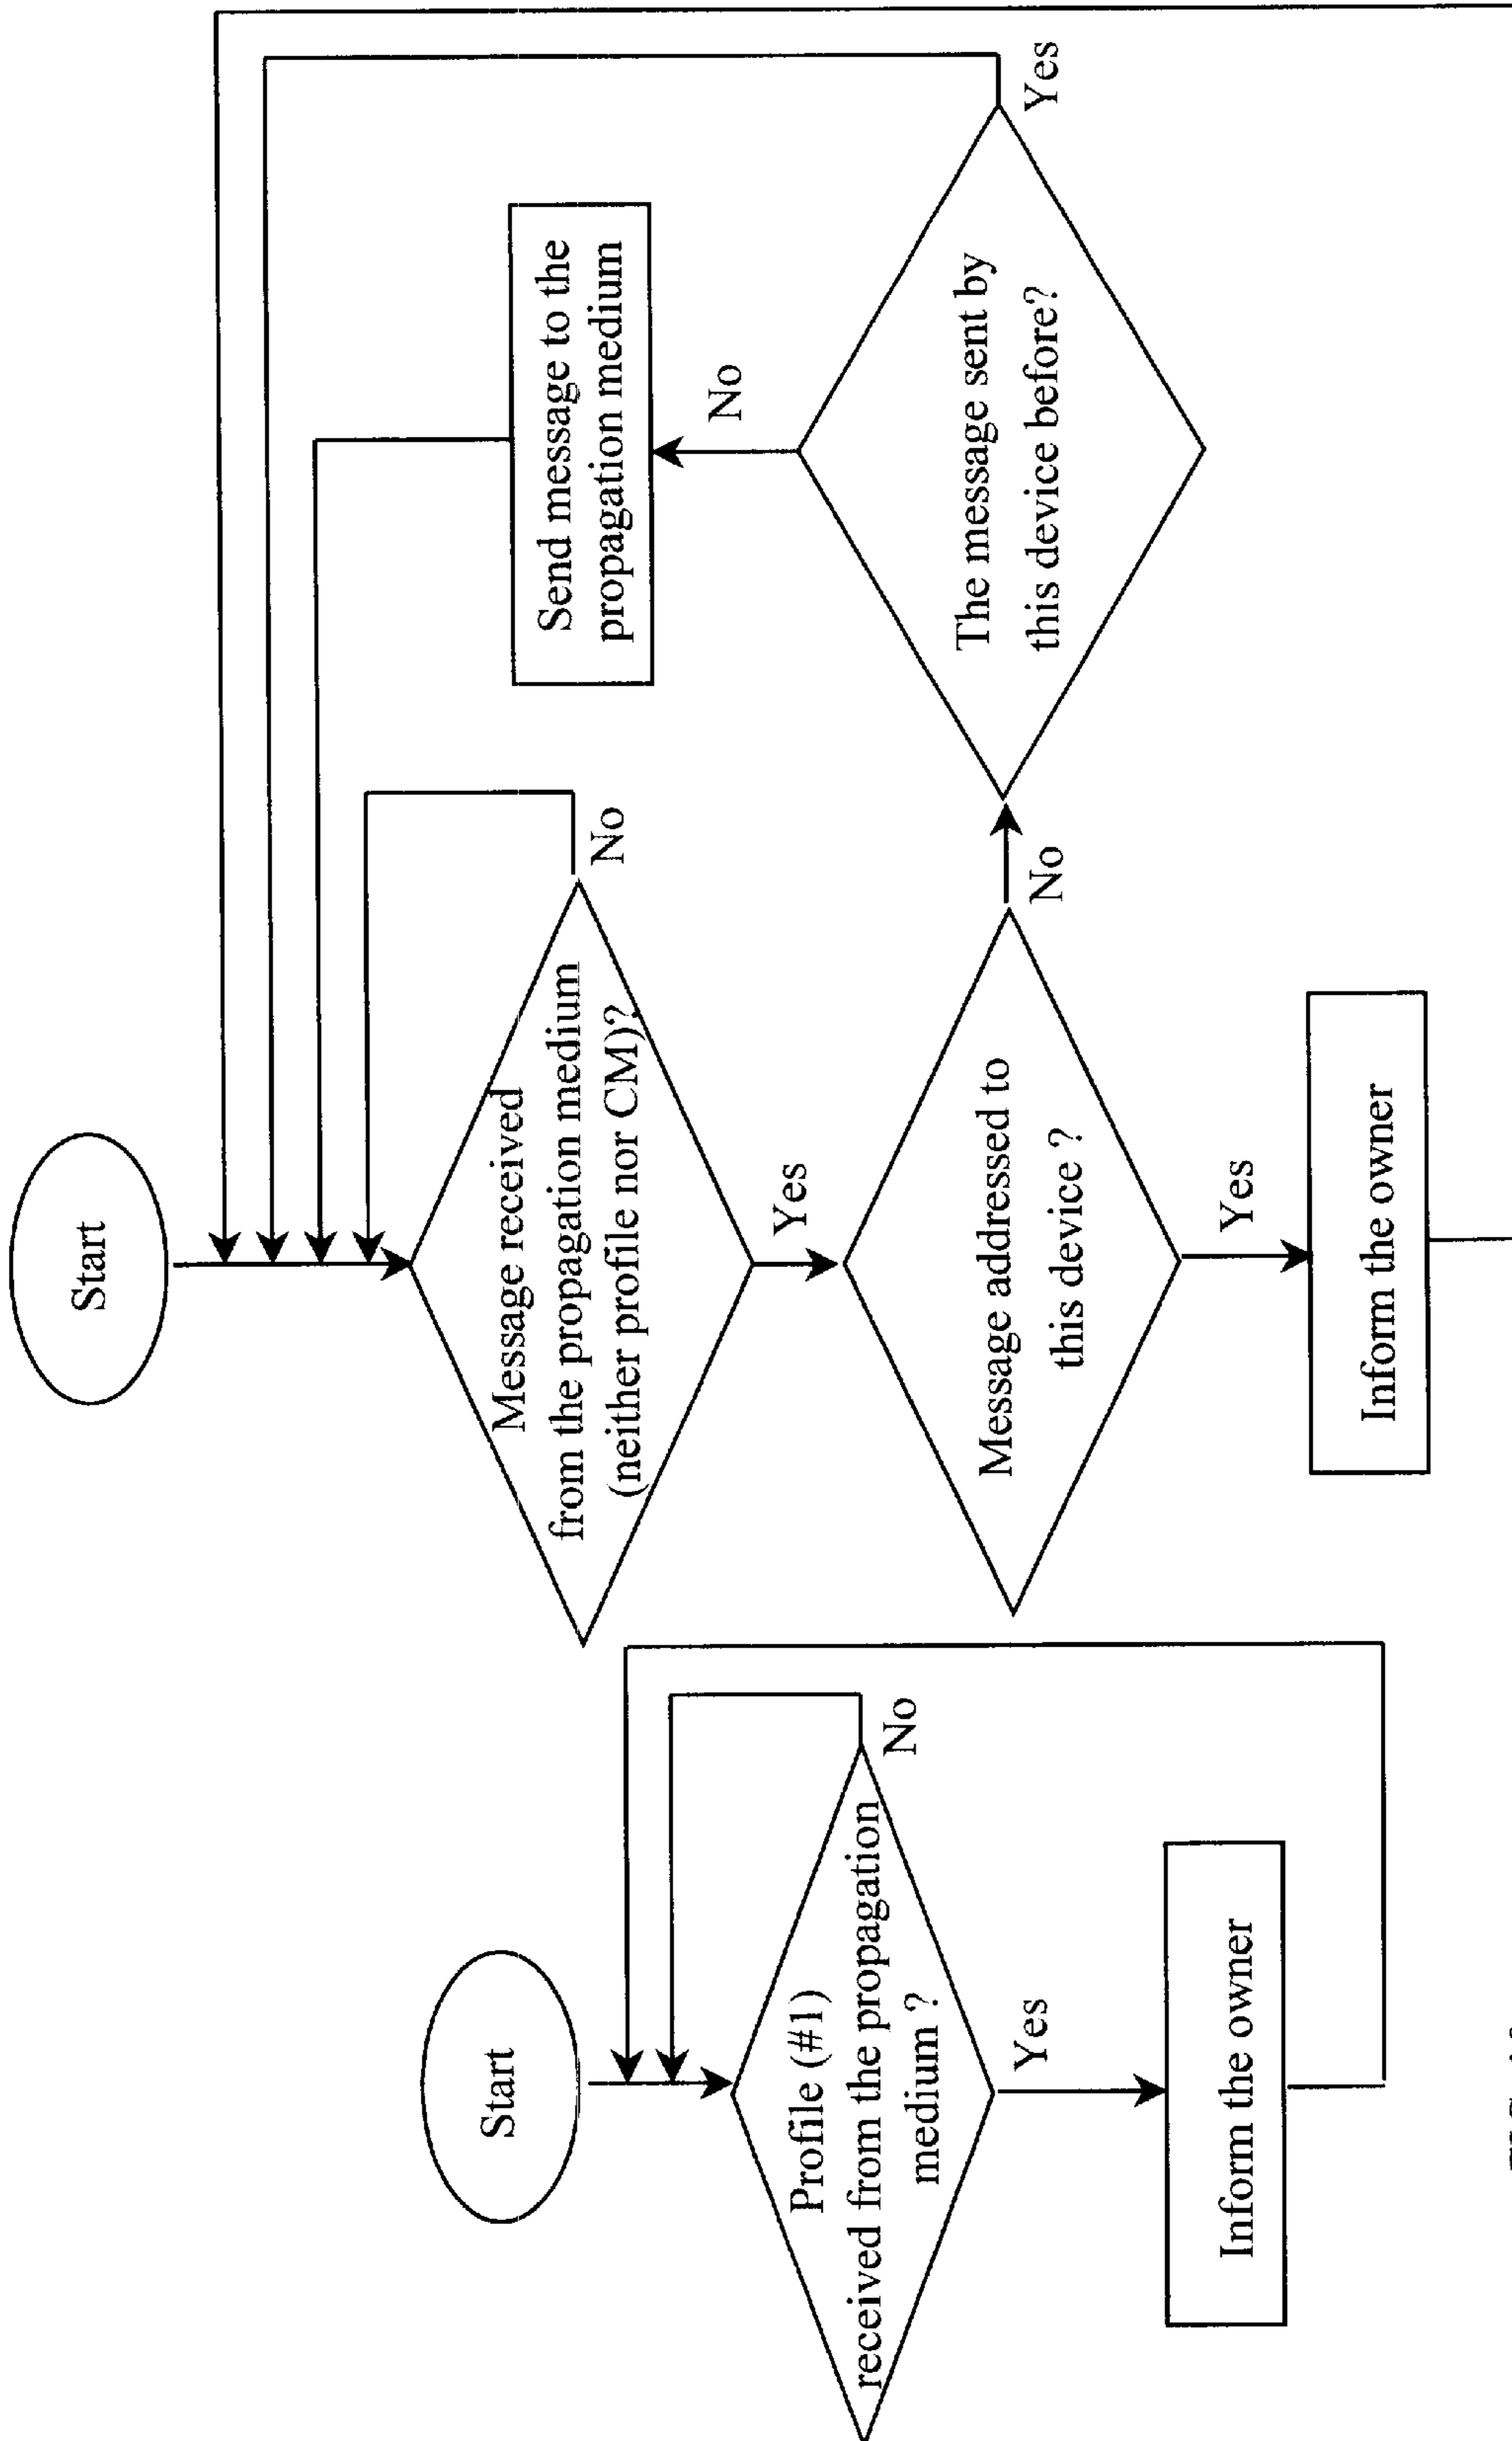 Start
Profile (#1)
received from the propagation
medium ?
No
Yes
Inform the owner
Start
Message received
from the propagation medium
(neither profile nor CM)?
No
Yes
Message addressed to
this device ?
No
Yes
Inform the owner
The message sent by
this device before?
Yes
No
Send message to the
propagation medium